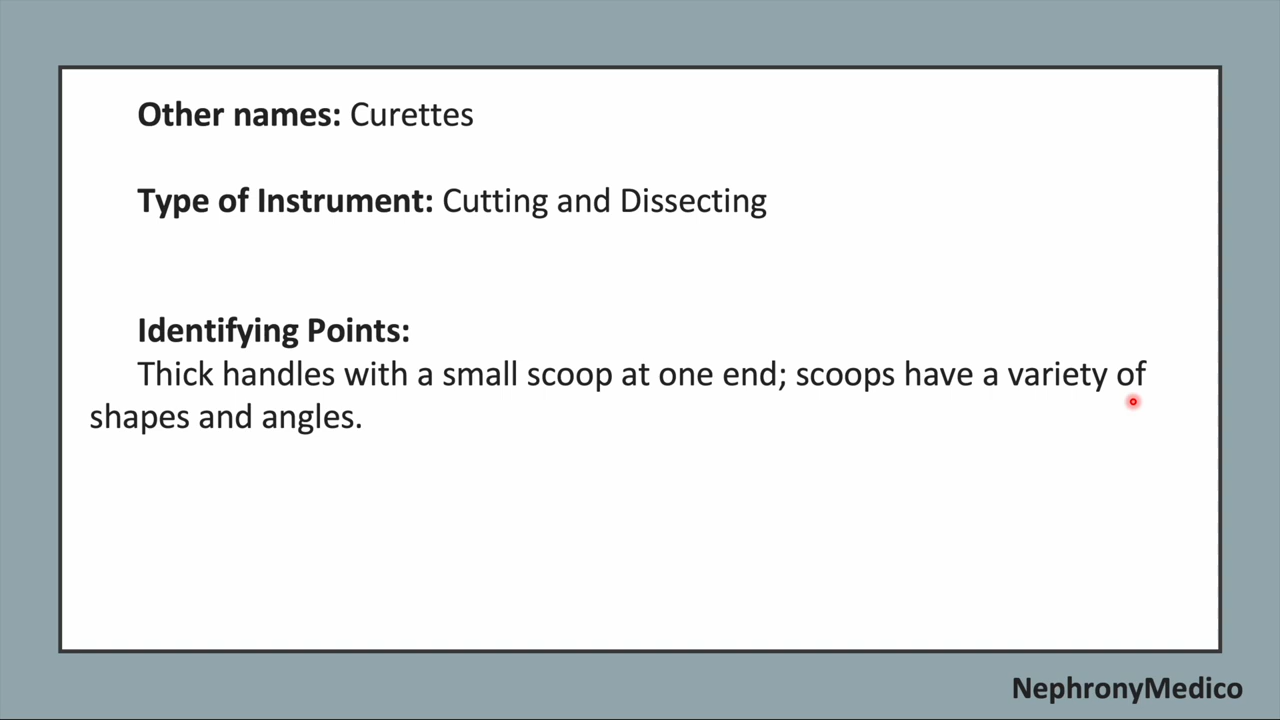 Other names: Curettes
Type of Instrument: Cutting and Dissecting
Identifying Points:
Thick handles with a small scoop at one end; scoops have a variety of
shapes and angles.
NephronyMedico